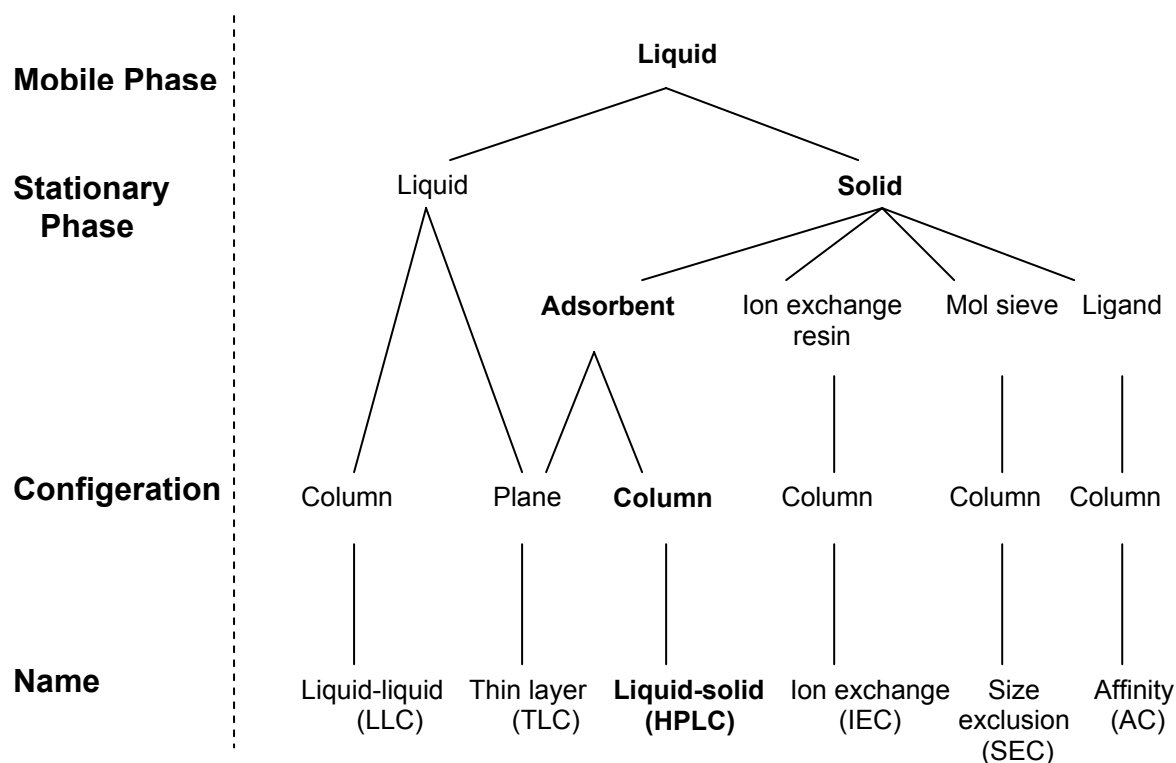 Liquid
Mobile Phase
Stationary
Phase
Liquid
Solid
Adsorbent
Ion exchange
resin
Mol sieve
Ligand
Configeration
Column
Plane
Column
Column
Column
Column
Name
Liquid-liquid
(LLC)
Thin layer
(TLC)
Liquid-solid
(HPLC)
Ion exchange
(IEC)
Size
exclusion
(SEC)
Affinity
(AC)